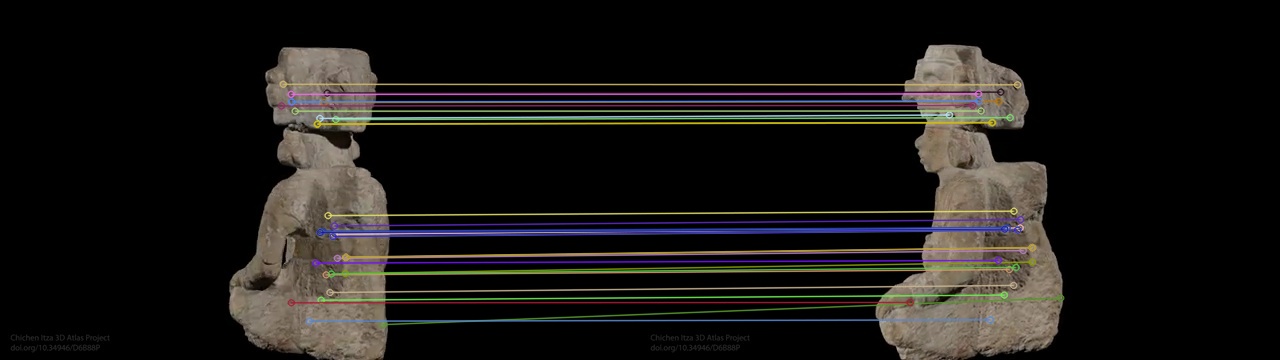 Chichen Itza 3D Atlas Project
doi.org/10.34946/D6B88P
Chichen Itza 3D Atlas Project
doi.org/10.34946/D6B88P